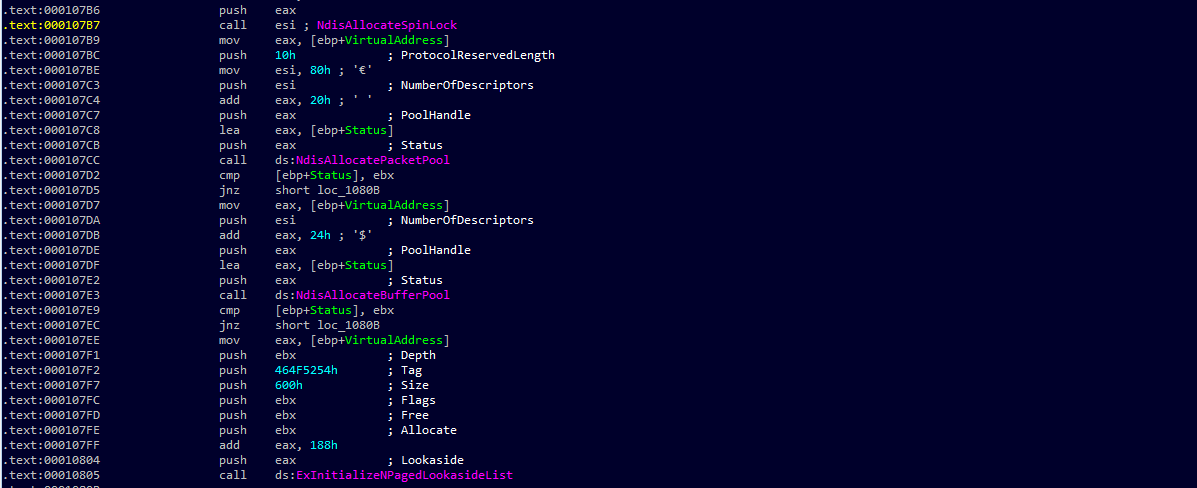 .text:000107B6 push eax
.text:000107B7 call esi ; NdisAllocateSpinLock
.text:000107B9 mov eax, [ebp+VirtualAddress]
.text:000107BC push 10h ; ProtocolReservedLength
.text:000107BE mov esi, 80h ; '€'
.text:000107C3 push esi ; NumberOfDescriptors
.text:000107C4 add eax, 20h ; ' '
.text:000107C7 push eax ; PoolHandle
.text:000107C8 lea eax, [ebp+Status]
.text:000107CB push eax ; Status
.text:000107CC call ds:NdisAllocatePacketPool
.text:000107D2 cmp [ebp+Status], ebx
.text:000107D5 jnz short loc_1080B
.text:000107D7 mov eax, [ebp+VirtualAddress]
.text:000107DA push esi ; NumberOfDescriptors
.text:000107DB add eax, 24h ; '$'
.text:000107DE push eax ; PoolHandle
.text:000107DF lea eax, [ebp+Status]
.text:000107E2 push eax ; Status
.text:000107E3 call ds:NdisAllocateBufferPool
.text:000107E9 cmp [ebp+Status], ebx
.text:000107EC jnz short loc_1080B
.text:000107EE mov eax, [ebp+VirtualAddress]
.text:000107F1 push ebx ; Depth
.text:000107F2 push 464F5254h ; Tag
.text:000107F7 push 600h ; Size
.text:000107FC push ebx ; Flags
.text:000107FD push ebx ; Free
.text:000107FE push ebx ; Allocate
.text:000107FF add eax, 188h
.text:00010804 push eax ; Lookaside
.text:00010805 call ds:ExInitializeNPagedLookasideList